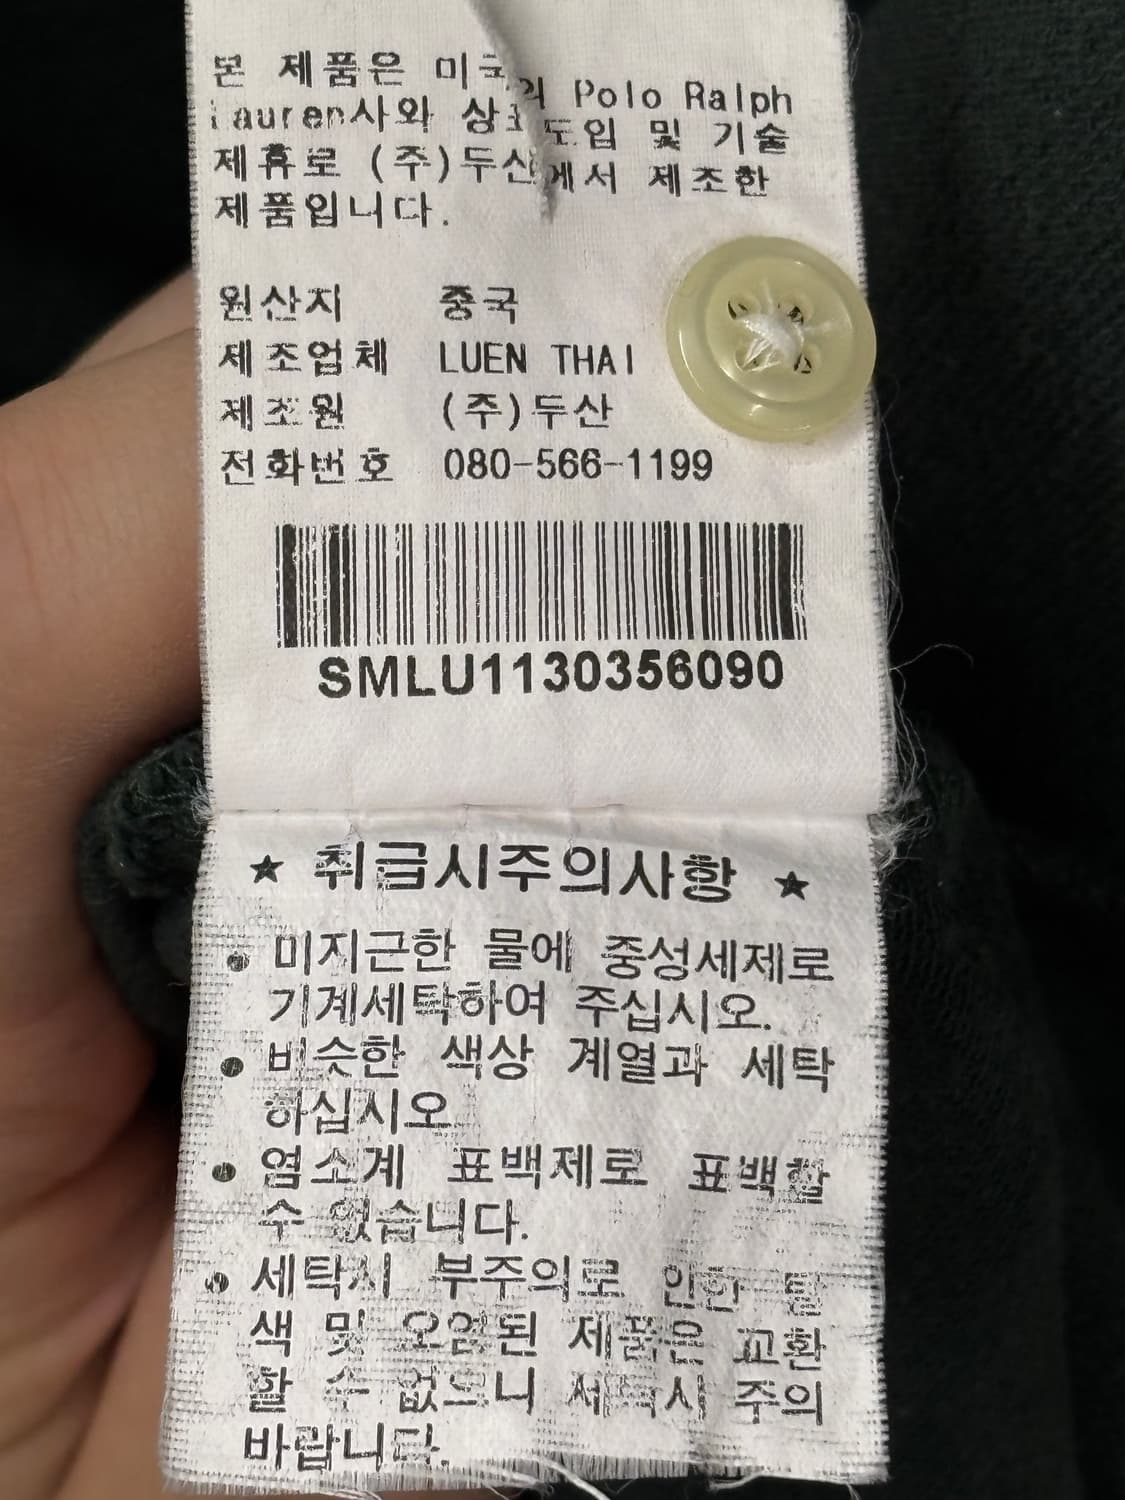 본 제품은 미국의 Polo Ralph
Lauren사와 상표도입 및 기술
제휴로 (주)두산에서 제조한
제품입니다.
원산지 중국
제조업체 LUEN THAI
제조원 (주)두산
전화번호 080-566-1199
SMLU1130356090
★ 취급시주의사항 ★
• 미지근한 물에 중성세제로
기계세탁하여 주십시오.
• 비슷한 색상 계열과 세탁
하십시오
• 염소계 표백제로 표백할
수 있습니다.
• 세탁시 부주의로 인한 탈
색 및 오염된 제품은 교환
할 수 없으니 세탁시 주의
바랍니다.